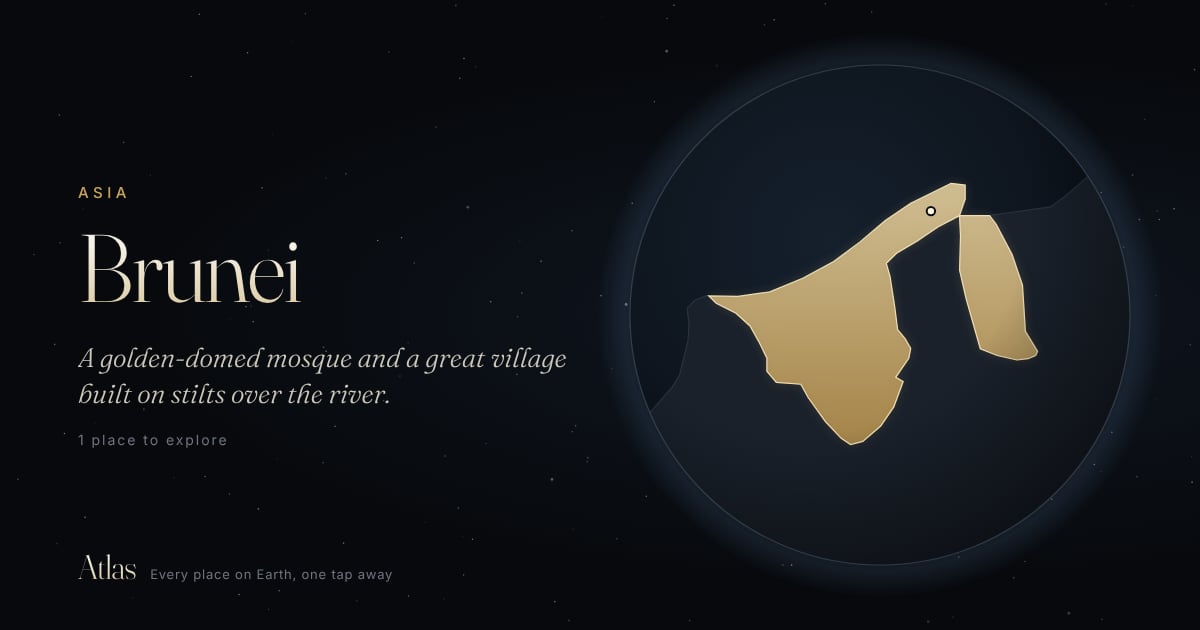 ASIA
Brunei
A golden-domed mosque and a great village
built on stilts over the river.
1 place to explore
Atlas Every place on Earth, one tap away